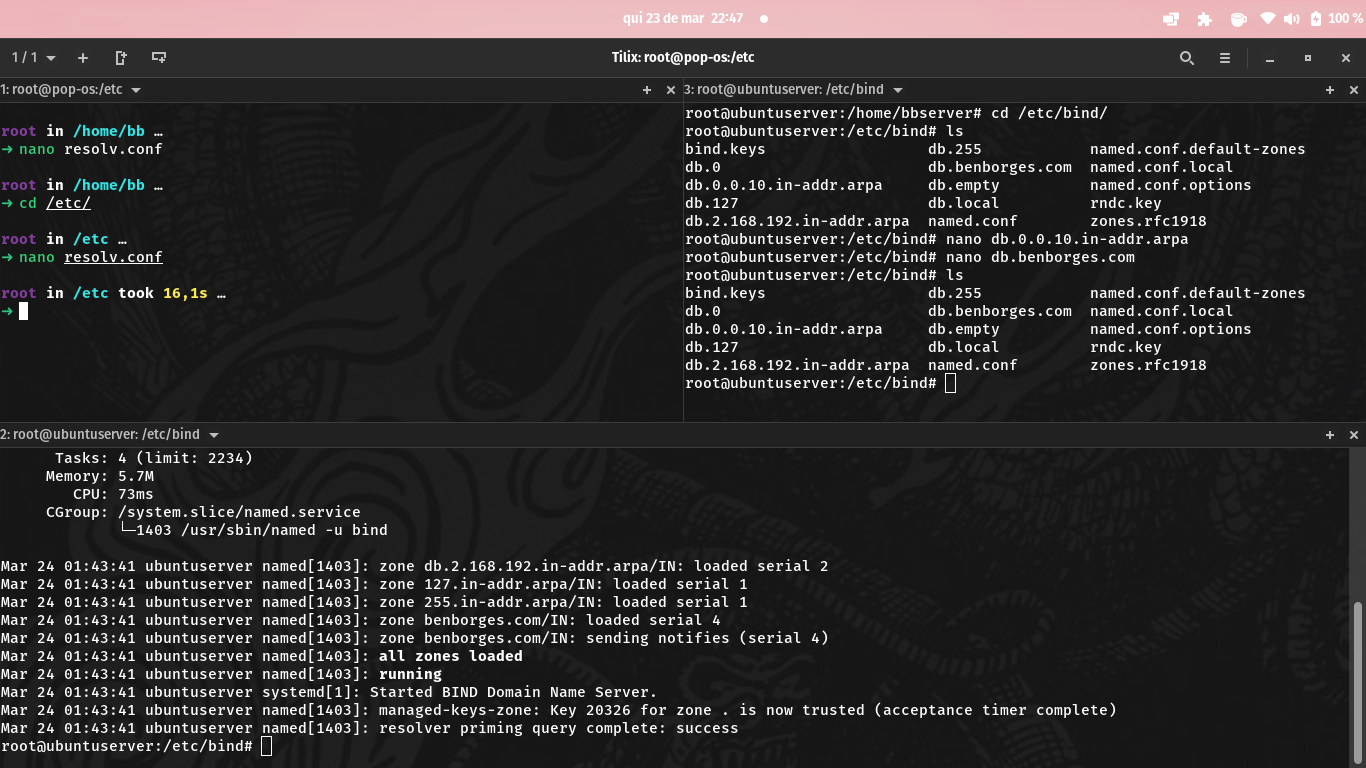 qui 23 de mar 22:47
100 %
1 / 1
Tilix: root@pop-os:/etc
1: root@pop-os:/etc
root in /home/bb …
➜ nano resolv.conf
root in /home/bb …
➜ cd /etc/
root in /etc …
➜ nano resolv.conf
root in /etc took 16,1s …
➜
3: root@ubuntuserver: /etc/bind
root@ubuntuserver:/home/bbserver# cd /etc/bind/
root@ubuntuserver:/etc/bind# ls
bind.keys db.255 named.conf.default-zones
db.0 db.benborges.com named.conf.local
db.0.0.10.in-addr.arpa db.empty named.conf.options
db.127 db.local rndc.key
db.2.168.192.in-addr.arpa named.conf zones.rfc1918
root@ubuntuserver:/etc/bind# nano db.0.0.10.in-addr.arpa
root@ubuntuserver:/etc/bind# nano db.benborges.com
root@ubuntuserver:/etc/bind# ls
bind.keys db.255 named.conf.default-zones
db.0 db.benborges.com named.conf.local
db.0.0.10.in-addr.arpa db.empty named.conf.options
db.127 db.local rndc.key
db.2.168.192.in-addr.arpa named.conf zones.rfc1918
root@ubuntuserver:/etc/bind#
2: root@ubuntuserver: /etc/bind
Tasks: 4 (limit: 2234)
Memory: 5.7M
CPU: 73ms
CGroup: /system.slice/named.service
└─1403 /usr/sbin/named -u bind
Mar 24 01:43:41 ubuntuserver named[1403]: zone db.2.168.192.in-addr.arpa/IN: loaded serial 2
Mar 24 01:43:41 ubuntuserver named[1403]: zone 127.in-addr.arpa/IN: loaded serial 1
Mar 24 01:43:41 ubuntuserver named[1403]: zone 255.in-addr.arpa/IN: loaded serial 1
Mar 24 01:43:41 ubuntuserver named[1403]: zone benborges.com/IN: loaded serial 4
Mar 24 01:43:41 ubuntuserver named[1403]: zone benborges.com/IN: sending notifies (serial 4)
Mar 24 01:43:41 ubuntuserver named[1403]: all zones loaded
Mar 24 01:43:41 ubuntuserver named[1403]: running
Mar 24 01:43:41 ubuntuserver systemd[1]: Started BIND Domain Name Server.
Mar 24 01:43:41 ubuntuserver named[1403]: managed-keys-zone: Key 20326 for zone . is now trusted (acceptance timer complete)
Mar 24 01:43:41 ubuntuserver named[1403]: resolver priming query complete: success
root@ubuntuserver:/etc/bind#